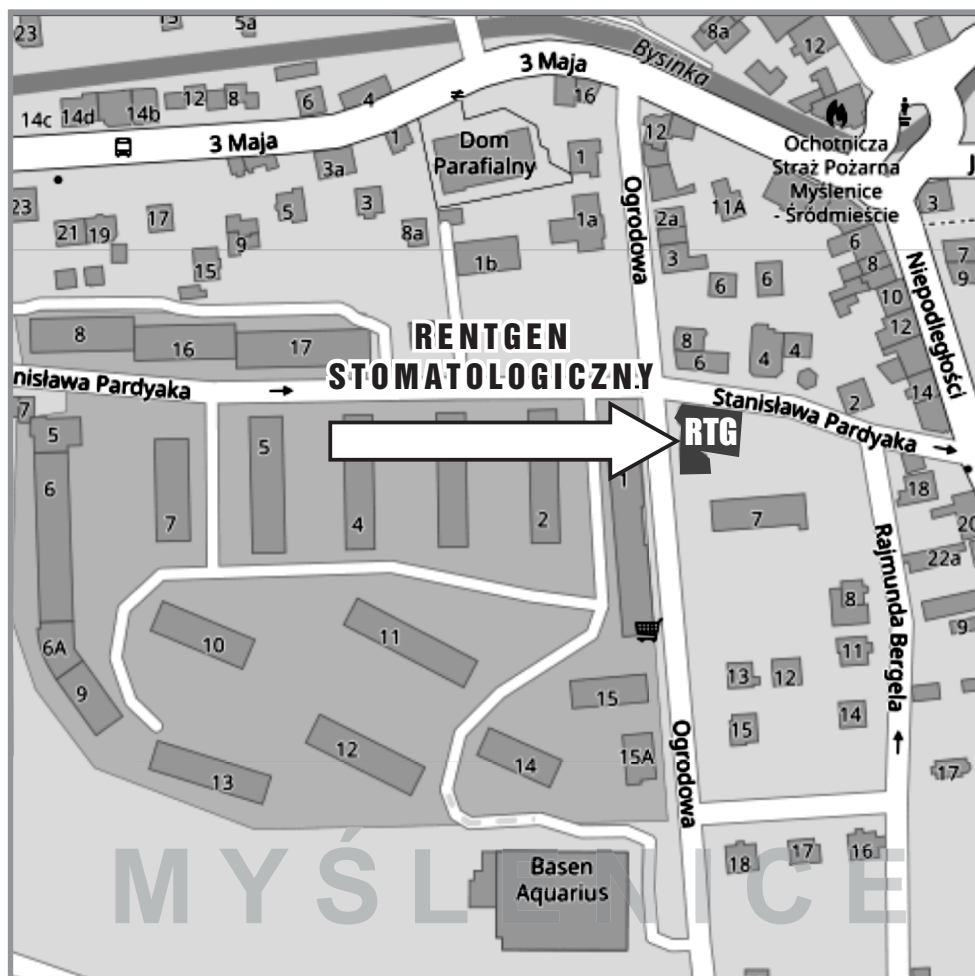 23
13
5a
8a
12
Bysinka
3 Maja
14c
14d
14b
12
8
6
4
16
3 Maja
1
3a
Dom
Parafialny
1
12
Ochotnicza
Straż Pożarna
Myślenice
- Śródmieście
J
23
21
19
17
9
5
3
8a
1a
2a
11A
3
Ogrodowa
15
1b
3
6
6
6
8
7
9
10
Niepodległości
8
16
17
RENTGEN
STOMATOLOGICZNY
8
6
4
4
12
14
nisława Pardyaka
Stanisława Pardyaka
2
7
5
5
RTG
6
7
4
2
1
7
18
20
22a
Rajmunda Bergela
8
9
6A
10
11
11
9
15
13
12
12
14
15A
15
14
13
Ogrodowa
17
MYŚLENICE
Basen
Aquarius
18
17
16